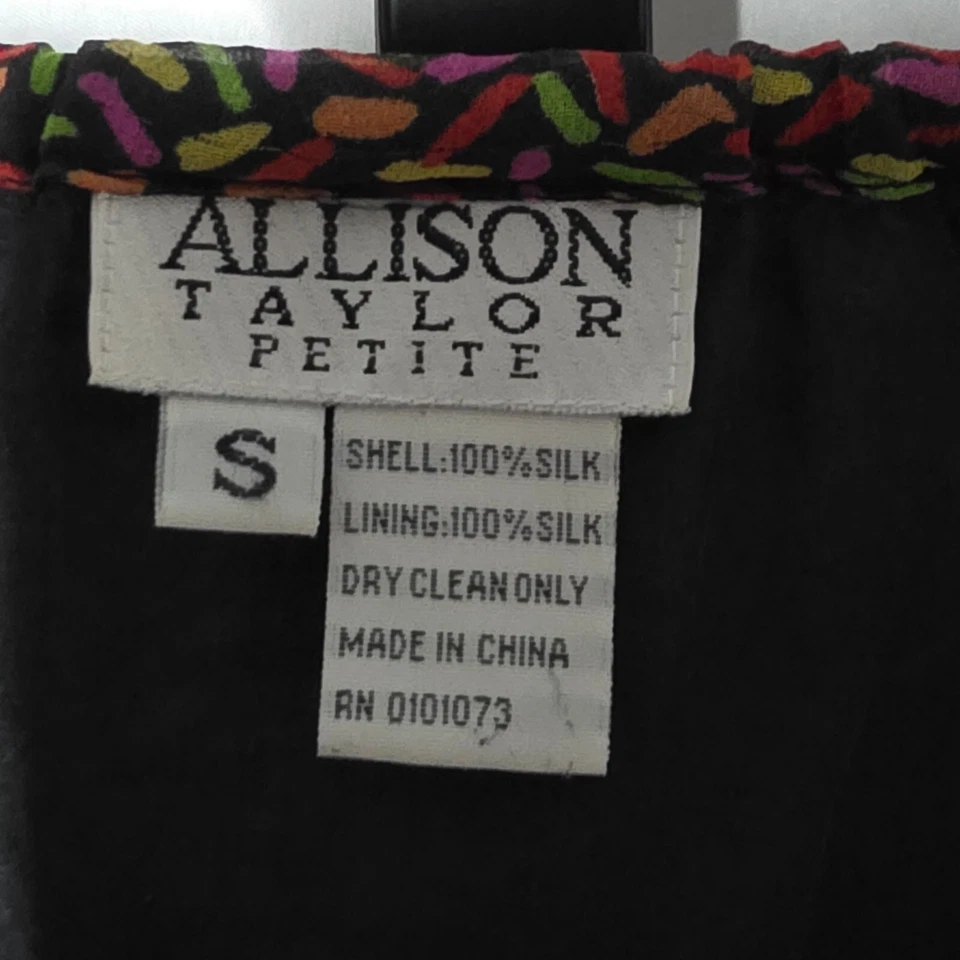 ALLISON
TAYLOR
PETITE
S
SHELL:100%SILK
LINING:100%SILK
DRY CLEAN ONLY
MADE IN CHINA
RN 0101073